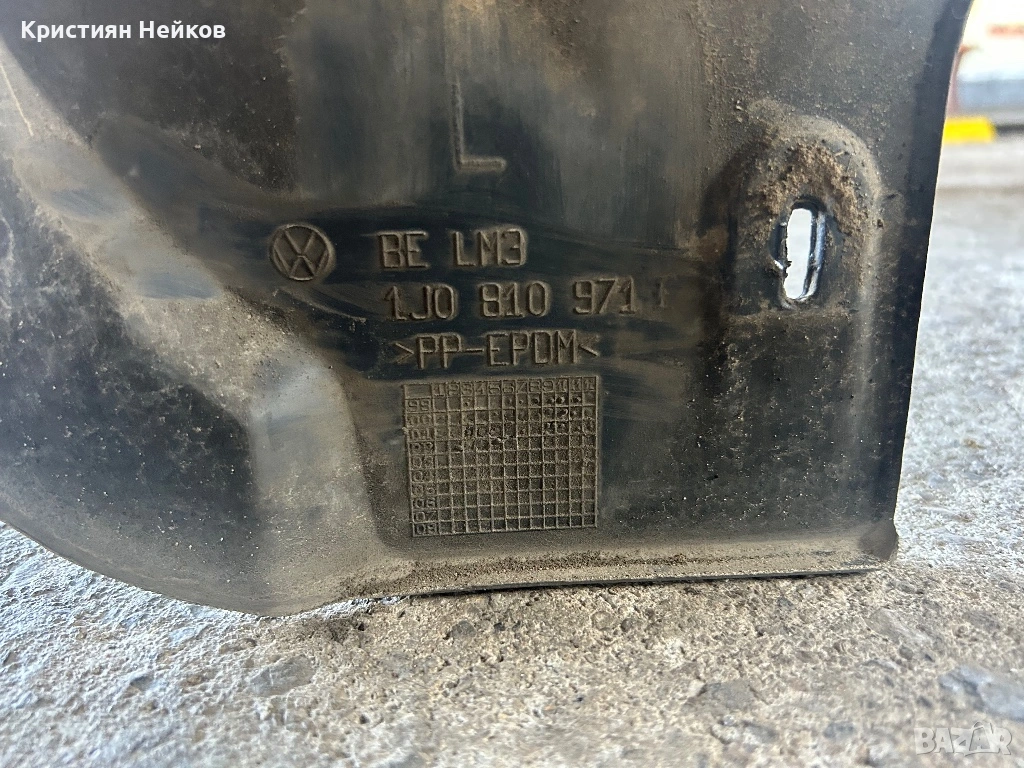 Кристиян Нейков
L
BE LM3
1J0 810 971
>PP-EPDM<
BAZAR